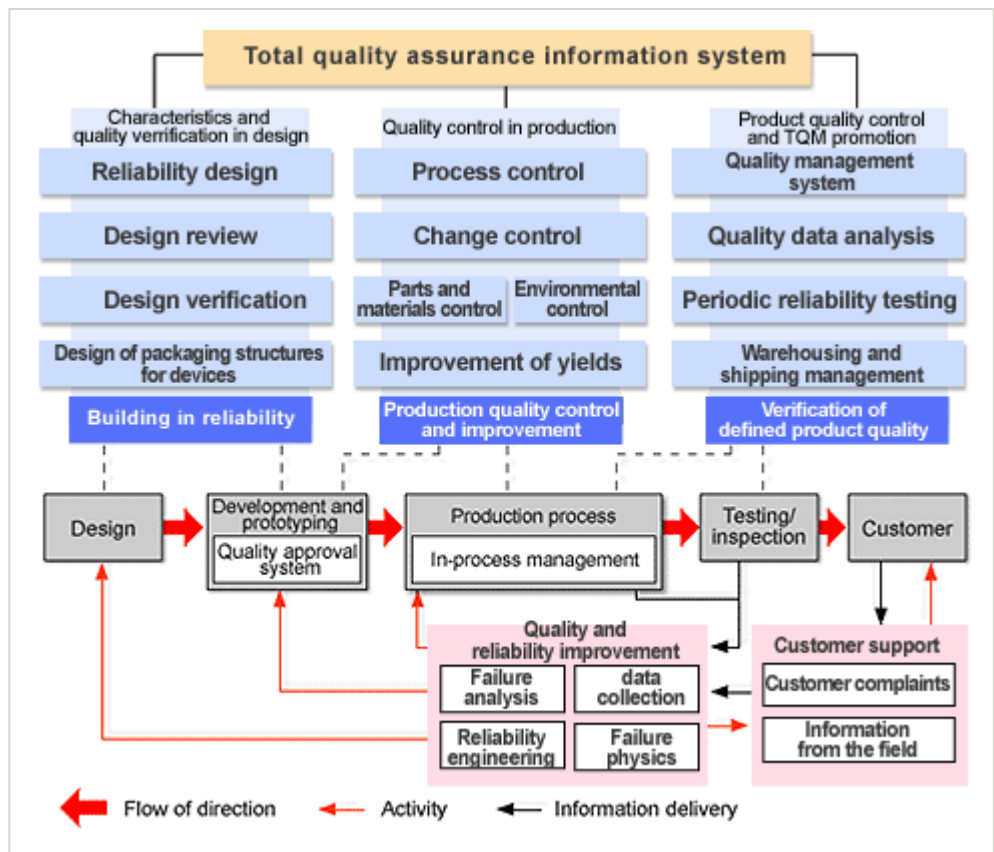 Total quality assurance information system
Characteristics and
quality verrification in design
Quality control in production
Product quality control
and TQM promotion
Reliability design
Process control
Quality management
system
Design review
Change control
Quality data analysis
Design verification
Parts and
materials control
Environmental
control
Periodic reliability testing
Design of packaging structures
for devices
Improvement of yields
Warehousing and
shipping management
Building in reliability
Production quality control
and improvement
Verification of
defined product quality
Design
Development and
prototyping
Quality approval
system
Production process
In-process management
Testing/
inspection
Customer
Quality and
reliability improvement
Failure
analysis
data
collection
Reliability
engineering
Failure
physics
Customer support
Customer complaints
Information
from the field
Flow of direction
Activity
Information delivery